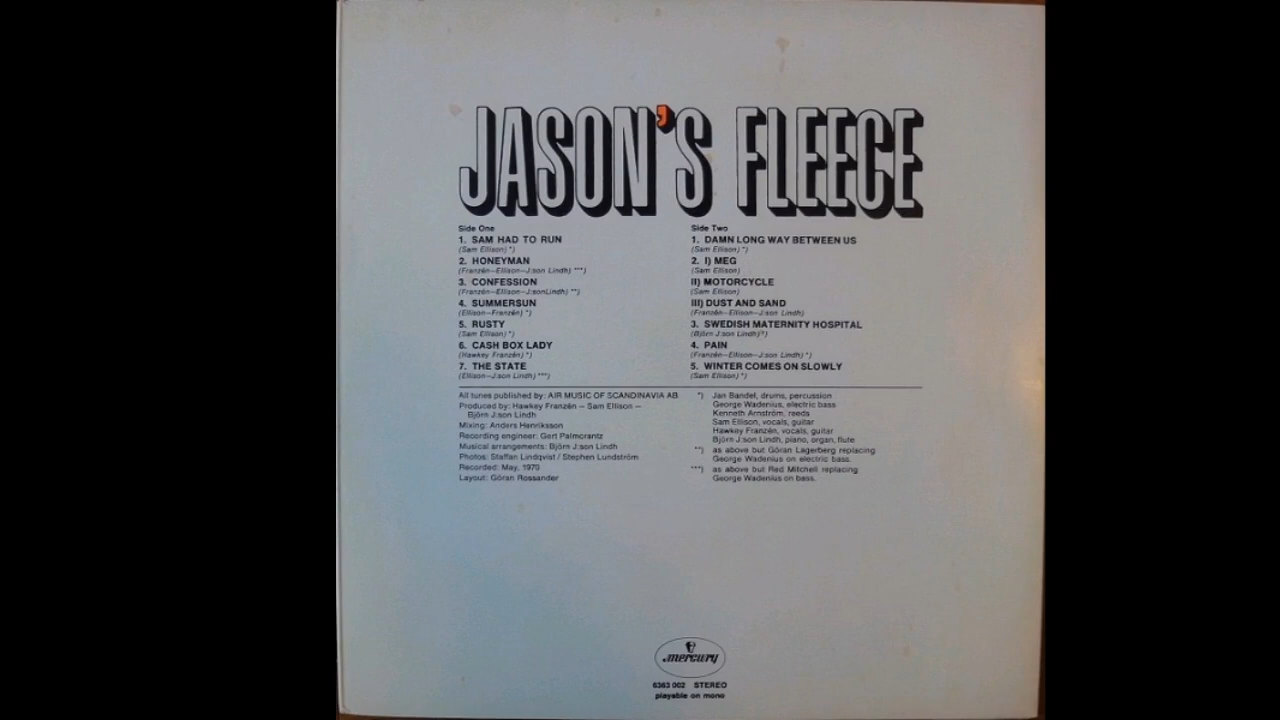 JASON'S FLEECE
Side One
1. SAM HAD TO RUN
(Sam Ellison) *)
2. HONEYMAN
(Franzén—Ellison—J:son Lindh) ***)
3. CONFESSION
(Franzén—Ellison—J:sonLindh) **)
4. SUMMERSUN
(Ellison—Franzén) *)
5. RUSTY
(Sam Ellison) *)
6. CASH BOX LADY
(Hawkey Franzén) *)
7. THE STATE
(Ellison—J:son Lindh) ***)
Side Two
1. DAMN LONG WAY BETWEEN US
(Sam Ellison) *)
2. I) MEG
(Sam Ellison)
II) MOTORCYCLE
(Sam Ellison)
III) DUST AND SAND
(Franzén—Ellison—J:son Lindh)
3. SWEDISH MATERNITY HOSPITAL
(Björn J:son Lindh)*)
4. PAIN
(Franzén—Ellison—J:son Lindh) *)
5. WINTER COMES ON SLOWLY
(Sam Ellison) *)
All tunes published by: AIR MUSIC OF SCANDINAVIA AB
Produced by: Hawkey Franzén — Sam Ellison —
Björn J:son Lindh
Mixing: Anders Henriksson
Recording engineer: Gert Palmcrantz
Musical arrangements: Björn J:son Lindh
Photos: Staffan Lindqvist / Stephen Lundström
Recorded: May, 1970
Layout: Göran Rossander
*) Jan Bandel, drums, percussion
George Wadenius, electric bass
Kenneth Arnström, reeds
Sam Ellison, vocals, guitar
Hawkey Franzén, vocals, guitar
Björn J:son Lindh, piano, organ, flute
**) as above but Göran Lagerberg replacing
George Wadenius on electric bass.
***) as above but Red Mitchell replacing
George Wadenius on bass.
mercury
6363 002 STEREO
playable on mono